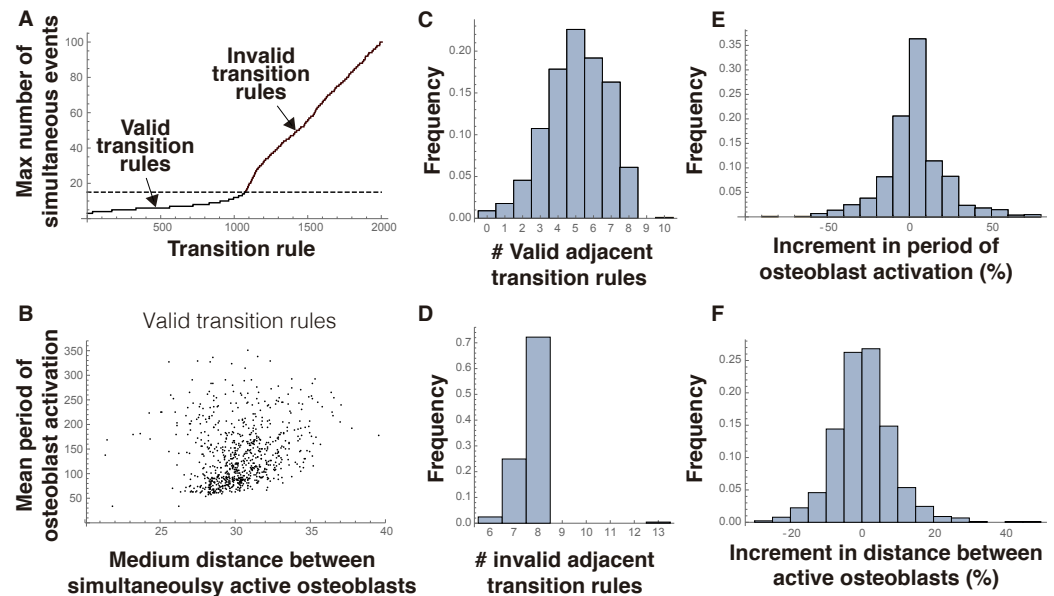 A
Max number of
simultaneous events
100
80
60
40
20
500
1000
1500
2000
Valid
transition
rules
Invalid
transition
rules
Transition rule
B
Valid transition rules
Mean period of
osteoblast activation
350
300
250
200
150
100
50
25
30
35
40
Medium distance between
simultaneoulsy active osteoblasts
C
Frequency
0.20
0.15
0.10
0.05
0.00
0 1 2 3 4 5 6 7 8 9 10
# Valid adjacent
transition rules
D
Frequency
0.7
0.6
0.5
0.4
0.3
0.2
0.1
0.0
6 7 8 9 10 11 12 13
# invalid adjacent
transition rules
E
Frequency
0.35
0.30
0.25
0.20
0.15
0.10
0.05
-50 0 50
Increment in period of
osteoblast activation (%)
F
Frequency
0.25
0.20
0.15
0.10
0.05
0.00
-20 0 20 40
Increment in distance between
active osteoblasts (%)